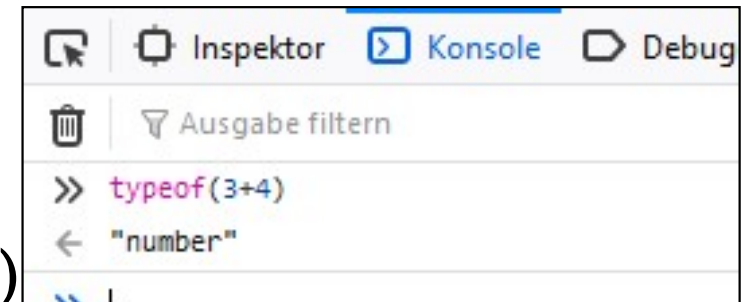 Inspektor Konsole Debug
Ausgabe filtern
>> typeof(3+4)
← "number"
)
>>